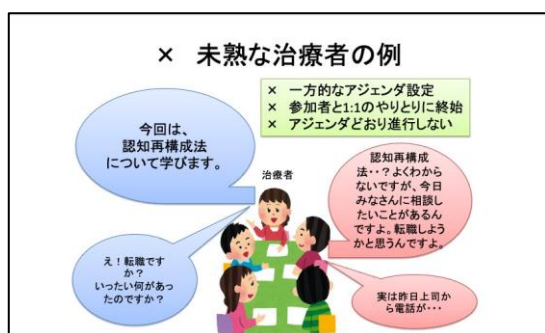 × 未熟な治療者の例
× 一方的なアジェンダ設定
× 参加者と1:1のやりとりに終始
× アジェンダどおり進行しない
今回は、
認知再構成法
について学びます。
治療者
認知再構成
法・・？よくわから
ないですが、今日
みなさんに相談し
たいことがあるん
ですよ。転職しよう
かと思うんですよ。
え！転職です
か？
いったい何があっ
たのですか？
実は昨日上司か
ら電話が・・・